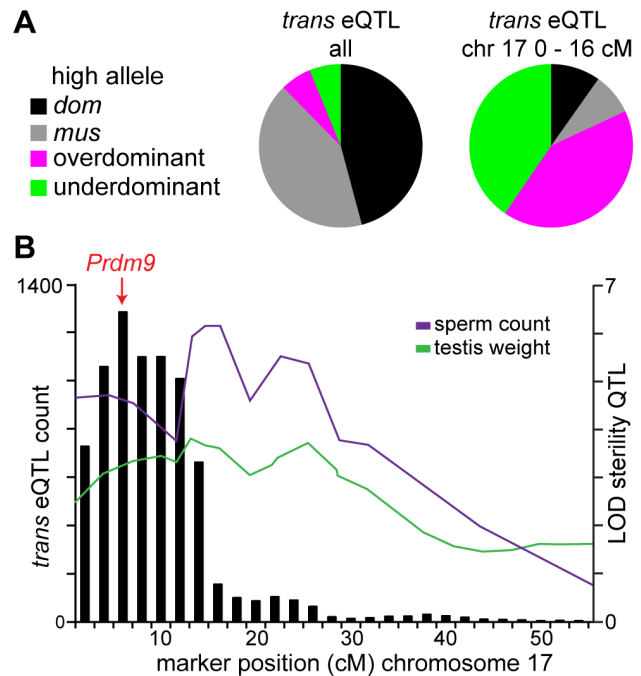 A
trans eQTL
all
trans eQTL
chr 17 0 - 16 cM
high allele
dom
mus
overdominant
underdominant
B
Prdm9
1400
7
sperm count
testis weight
trans eQTL count
LOD sterility QTL
0
0
10
20
30
40
50
marker position (cM) chromosome 17